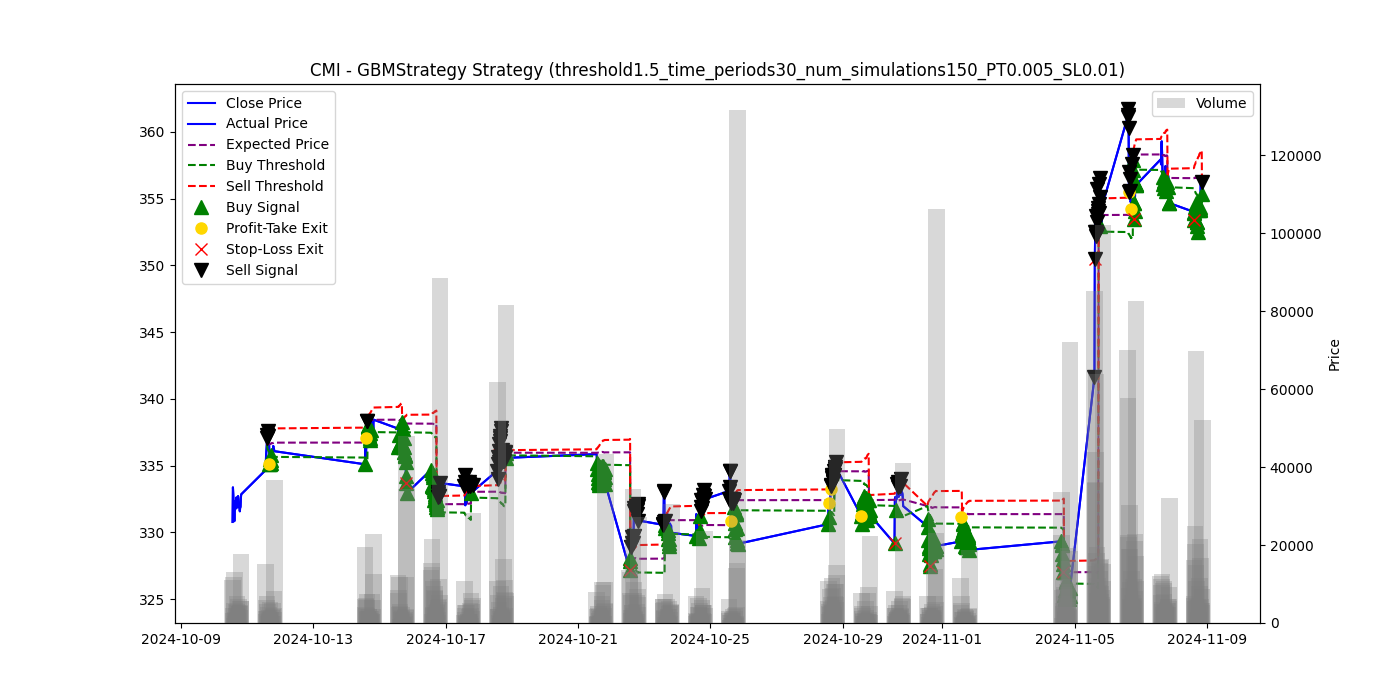 CMI - GBMStrategy Strategy (threshold1.5_time_periods30_num_simulations150_PT0.005_SL0.01)
Close Price
Actual Price
Expected Price
Buy Threshold
Sell Threshold
Buy Signal
Profit-Take Exit
Stop-Loss Exit
Sell Signal
Volume
360
355
350
345
340
335
330
325
120000
100000
80000
60000
40000
20000
0
Price
2024-10-09
2024-10-13
2024-10-17
2024-10-21
2024-10-25
2024-10-29
2024-11-01
2024-11-05
2024-11-09